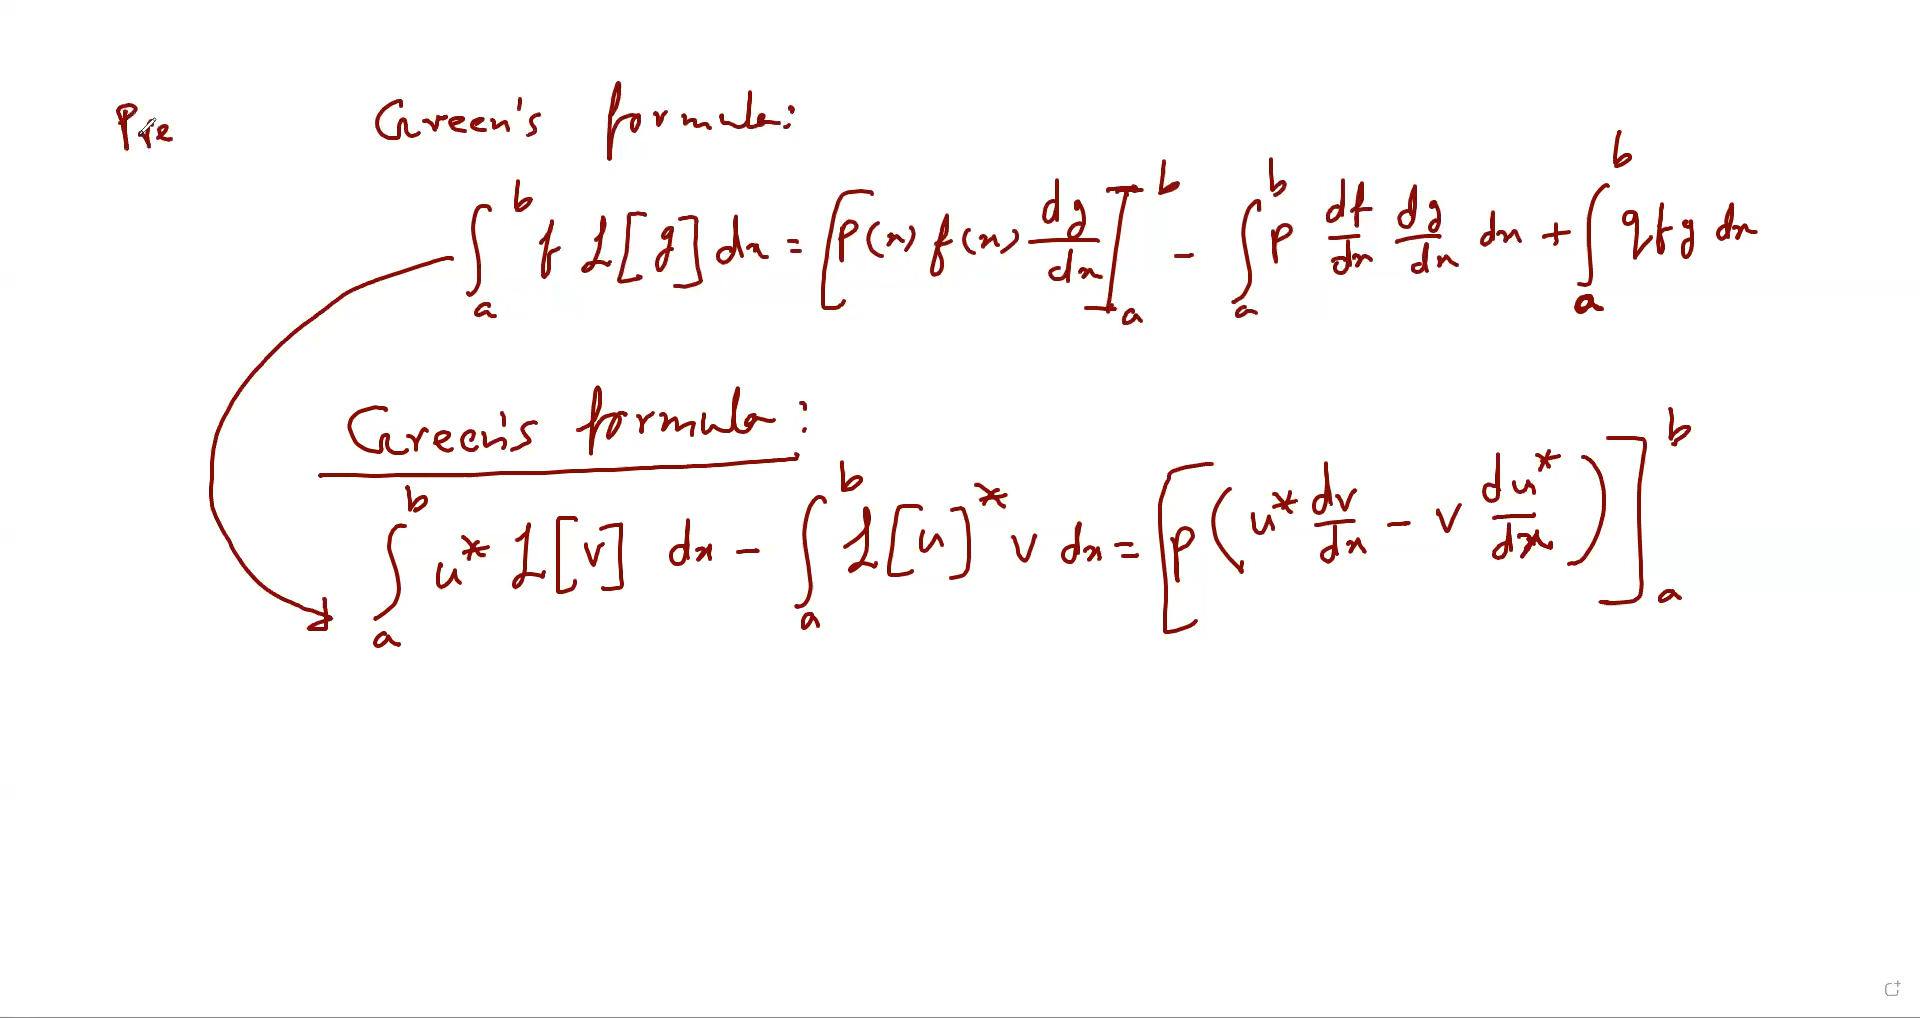 Pre Green's formula:
∫_a^b f ℒ[g] dx = [p(x) f(x) dg/dx]_a^b - ∫_a^b p df/dx dg/dx dx + ∫_a^b q f g dx
Green's formula:
∫_a^b u* ℒ[v] dx - ∫_a^b ℒ[u]* v dx = [p(u* dv/dx - v du*/dx)]_a^b